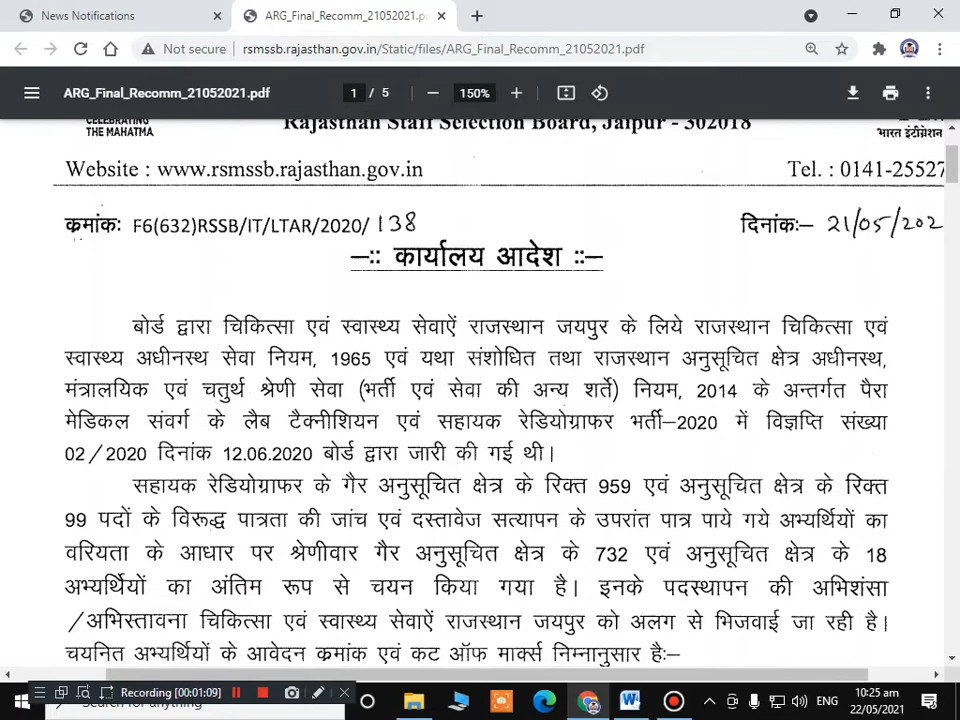 News Notifications
ARG_Final_Recomm_21052021.p
Not secure
rsmssb.rajasthan.gov.in/Static/files/ARG_Final_Recomm_21052021.pdf
ARG_Final_Recomm_21052021.pdf
1 / 5
150%
CELEBRATING
THE MAHATMA
Rajasthan Staff Selection Board, Jaipur - 302018
भारत इंटीग्रेशन
Website : www.rsmssb.rajasthan.gov.in
Tel. : 0141-25527
क्रमांकः F6(632)RSSB/IT/LTAR/2020/138
दिनांकः– 21/05/202
–:: कार्यालय आदेश ::–
बोर्ड द्वारा चिकित्सा एवं स्वास्थ्य सेवाऐं राजस्थान जयपुर के लिये राजस्थान चिकित्सा एवं
स्वास्थ्य अधीनस्थ सेवा नियम, 1965 एवं यथा संशोधित तथा राजस्थान अनुसूचित क्षेत्र अधीनस्थ,
मंत्रालयिक एवं चतुर्थ श्रेणी सेवा (भर्ती एवं सेवा की अन्य शर्ते) नियम, 2014 के अन्तर्गत पैरा
मेडिकल संवर्ग के लैब टैक्नीशियन एवं सहायक रेडियोग्राफर भर्ती–2020 में विज्ञप्ति संख्या
02/2020 दिनांक 12.06.2020 बोर्ड द्वारा जारी की गई थी।
सहायक रेडियोग्राफर के गैर अनुसूचित क्षेत्र के रिक्त 959 एवं अनुसूचित क्षेत्र के रिक्त
99 पदों के विरूद्ध पात्रता की जांच एवं दस्तावेज सत्यापन के उपरांत पात्र पाये गये अभ्यर्थियों का
वरियता के आधार पर श्रेणीवार गैर अनुसूचित क्षेत्र के 732 एवं अनुसूचित क्षेत्र के 18
अभ्यर्थियों का अंतिम रूप से चयन किया गया है। इनके पदस्थापन की अभिशंसा
/अभिस्तावना चिकित्सा एवं स्वास्थ्य सेवाऐं राजस्थान जयपुर को अलग से भिजवाई जा रही है।
चयनित अभ्यर्थियों के आवेदन क्रमांक एवं कट ऑफ मार्क्स निम्नानुसार हैः–
Recording [00:01:09]
search for anything
ENG
10:25 am
22/05/2021